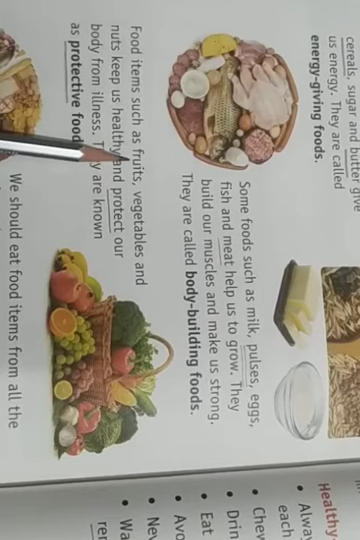 cereals, sugar and butter give
us energy. They are called
energy-giving foods.
Some foods such as milk, pulses, eggs,
fish and meat help us to grow. They
build our muscles and make us strong.
They are called body-building foods.
Food items such as fruits, vegetables and
nuts keep us healthy and protect our
body from illness. They are known
as protective food
We should eat food items from all the
Healthy-
Alway
each
Chew
Drin
Eat
Avo
Nev
Wa
rer